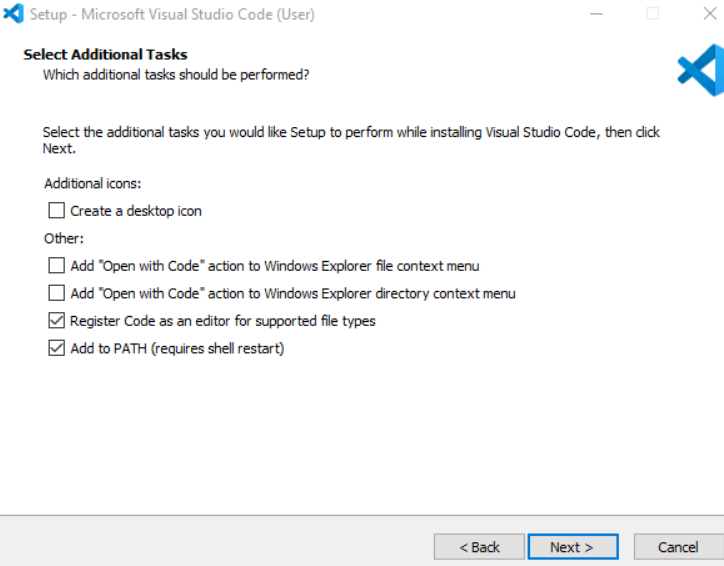 Setup - Microsoft Visual Studio Code (User)
Select Additional Tasks
Which additional tasks should be performed?
Select the additional tasks you would like Setup to perform while installing Visual Studio Code, then click
Next.
Additional icons:
Create a desktop icon
Other:
Add "Open with Code" action to Windows Explorer file context menu
Add "Open with Code" action to Windows Explorer directory context menu
Register Code as an editor for supported file types
Add to PATH (requires shell restart)
< Back
Next >
Cancel